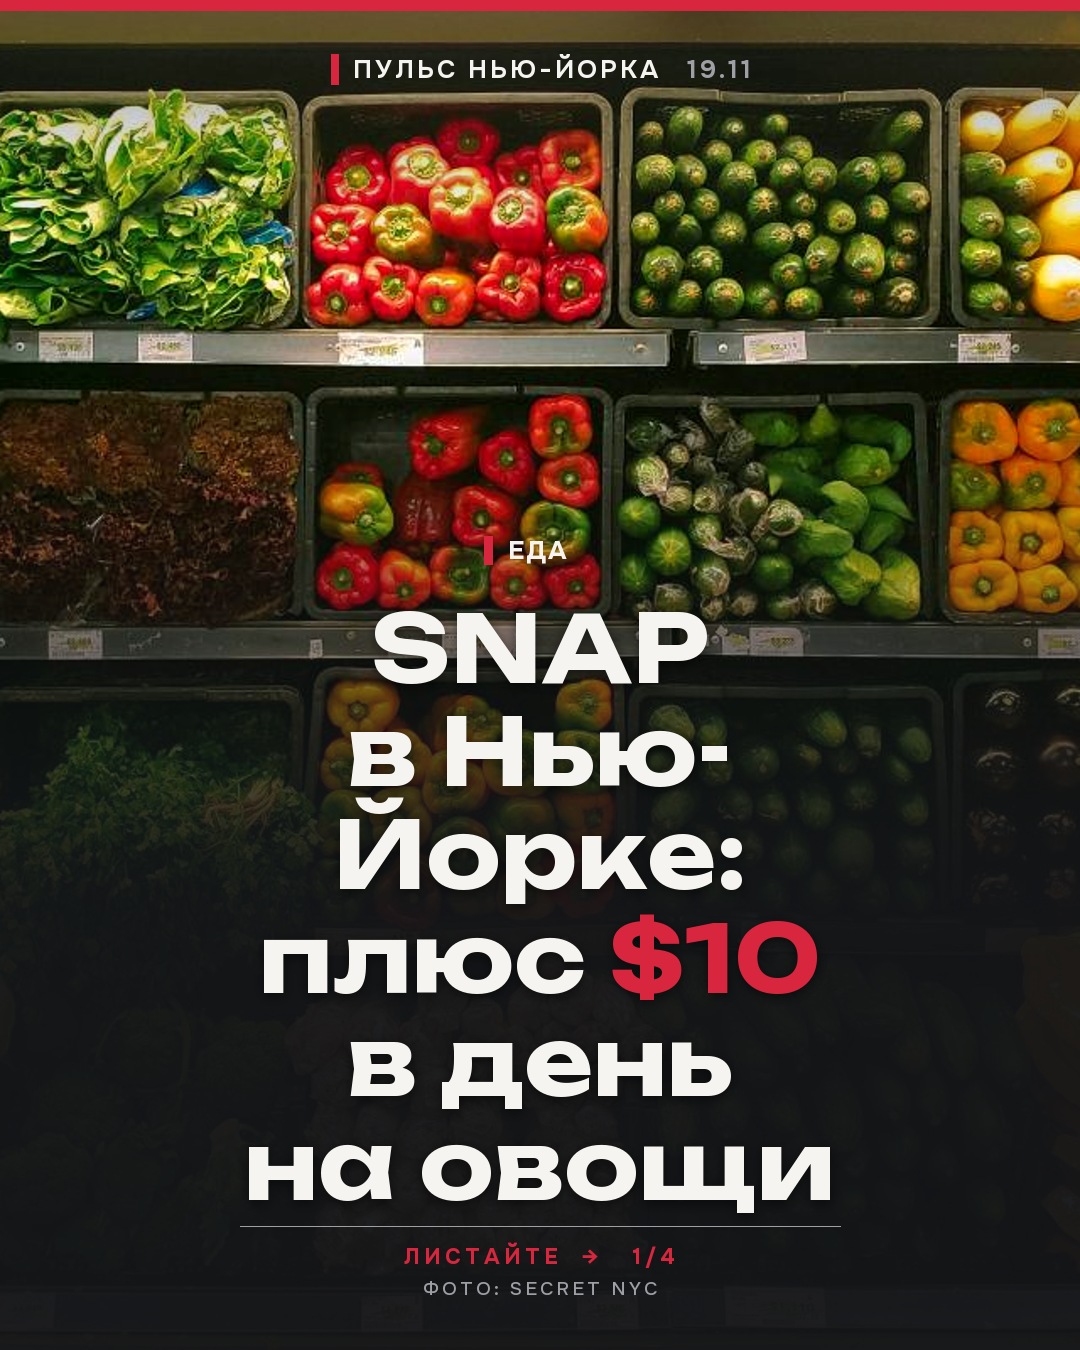 ПУЛЬС НЬЮ-ЙОРКА 19.11
ЕДА
SNAP
в Нью-
Йорке:
плюс $10
в день
на овощи
ЛИСТАЙТЕ → 1/4
ФОТО: SECRET NYC